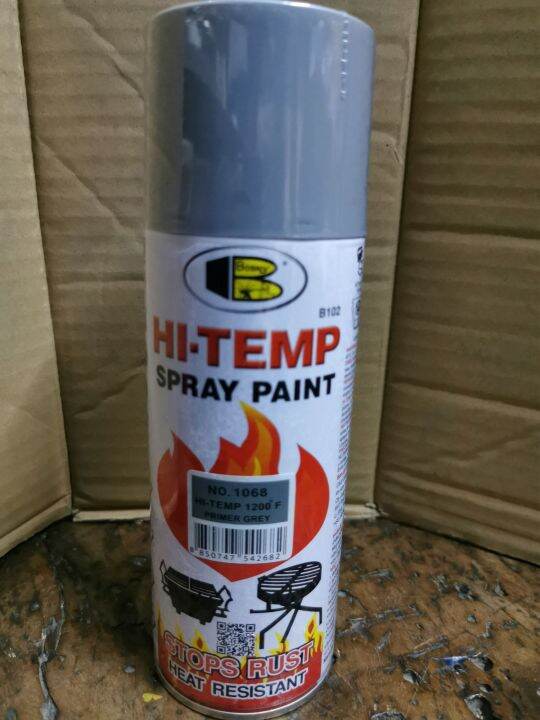 BOSNY
B
B102
HI-TEMP
SPRAY PAINT
NO. 1068
HI-TEMP 1200°F
PRIMER GREY
8 850747 542682
STOPS RUST
HEAT RESISTANT